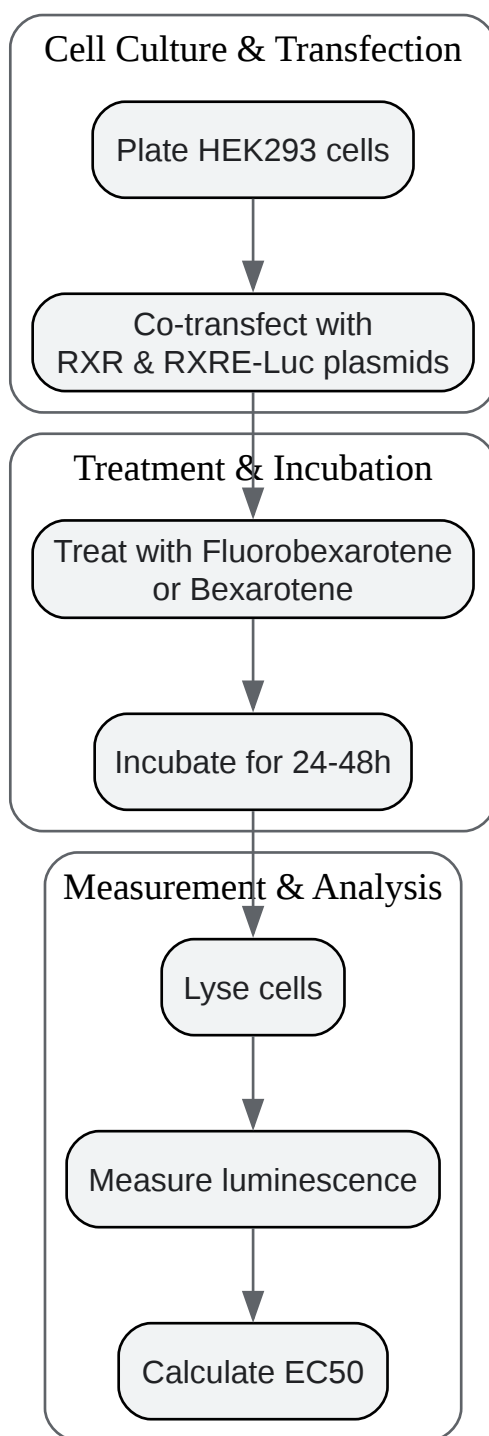 Cell Culture & Transfection
Plate HEK293 cells
Co-transfect with
RXR & RXRE-Luc plasmids
Treatment & Incubation
Treat with Fluorobexarotene
or Bexarotene
Incubate for 24-48h
Measurement & Analysis
Lyse cells
Measure luminescence
Calculate EC50